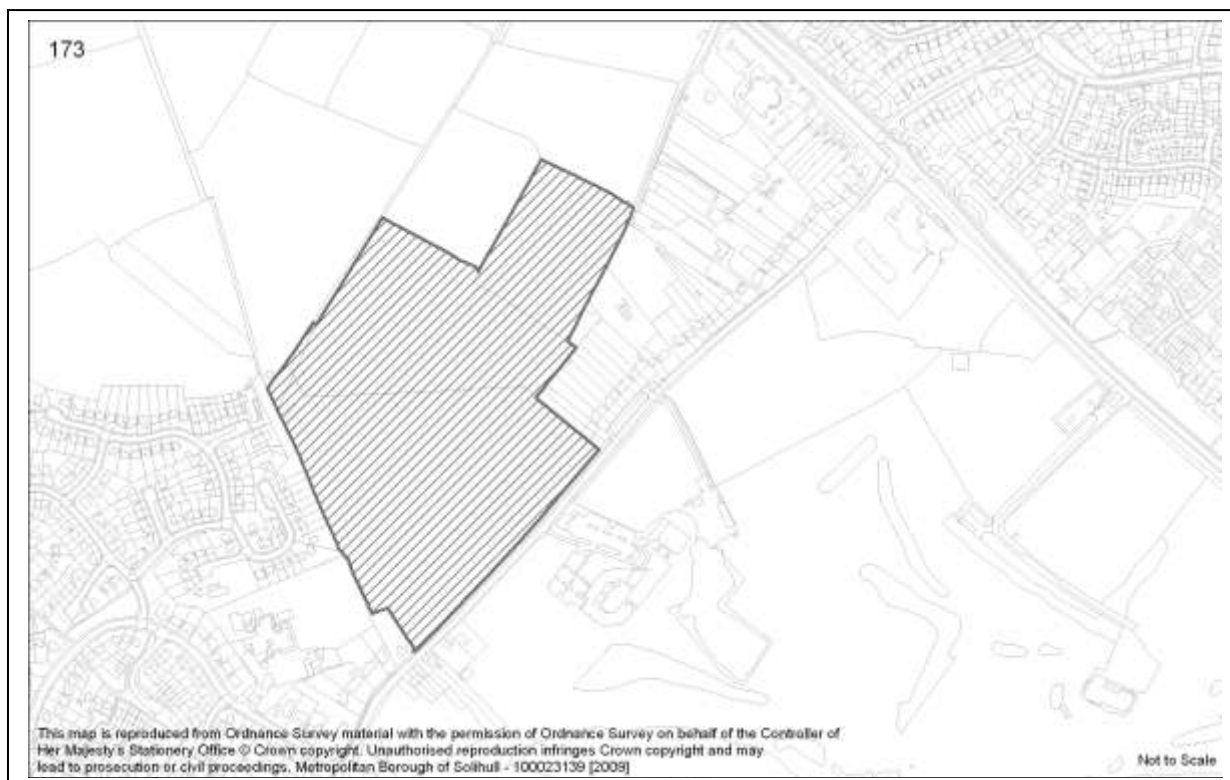 173
This map is reproduced from Ordnance Survey material with the permission of Ordnance Survey on behalf of the Controller of
Her Majesty's Stationery Office © Crown copyright. Unauthorised reproduction infringes Crown copyright and may
lead to prosecution or civil proceedings. Metropolitan Borough of Solihull - 100023139 [2009]
Not to Scale